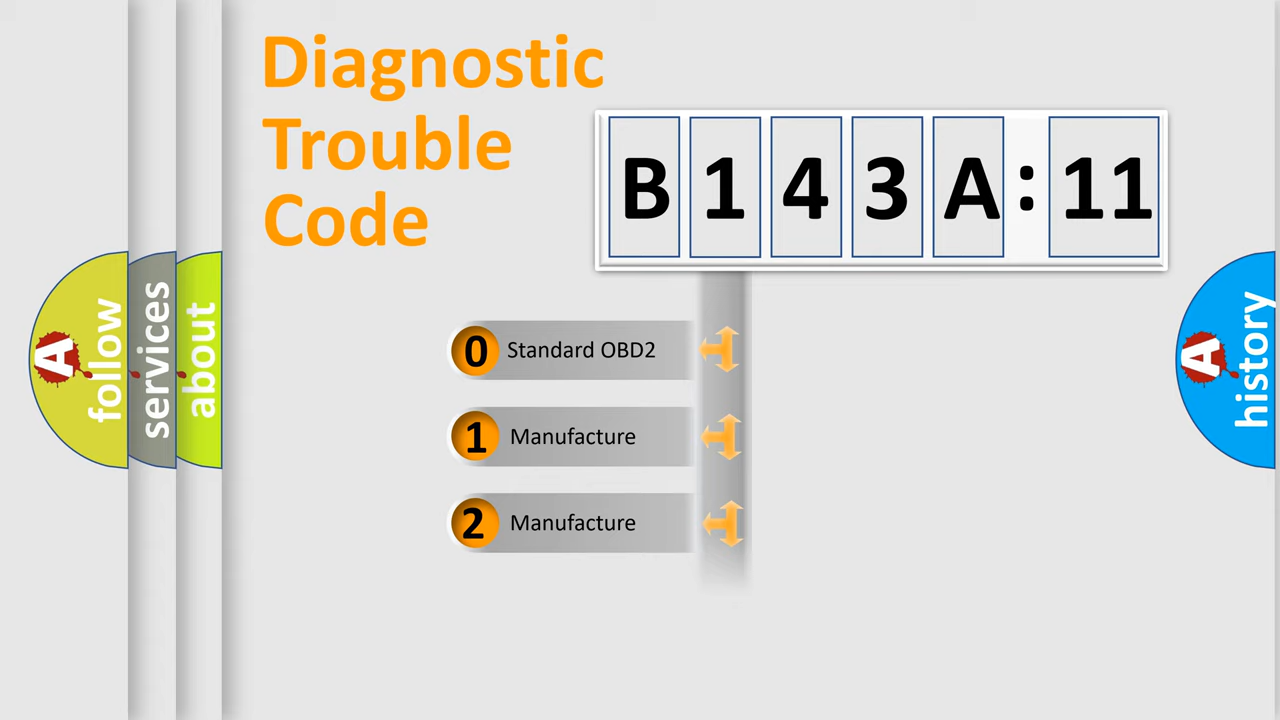 Diagnostic
Trouble
Code
B 1 4 3 A : 11
0 Standard OBD2
1 Manufacture
2 Manufacture
A follow
services
about
A history